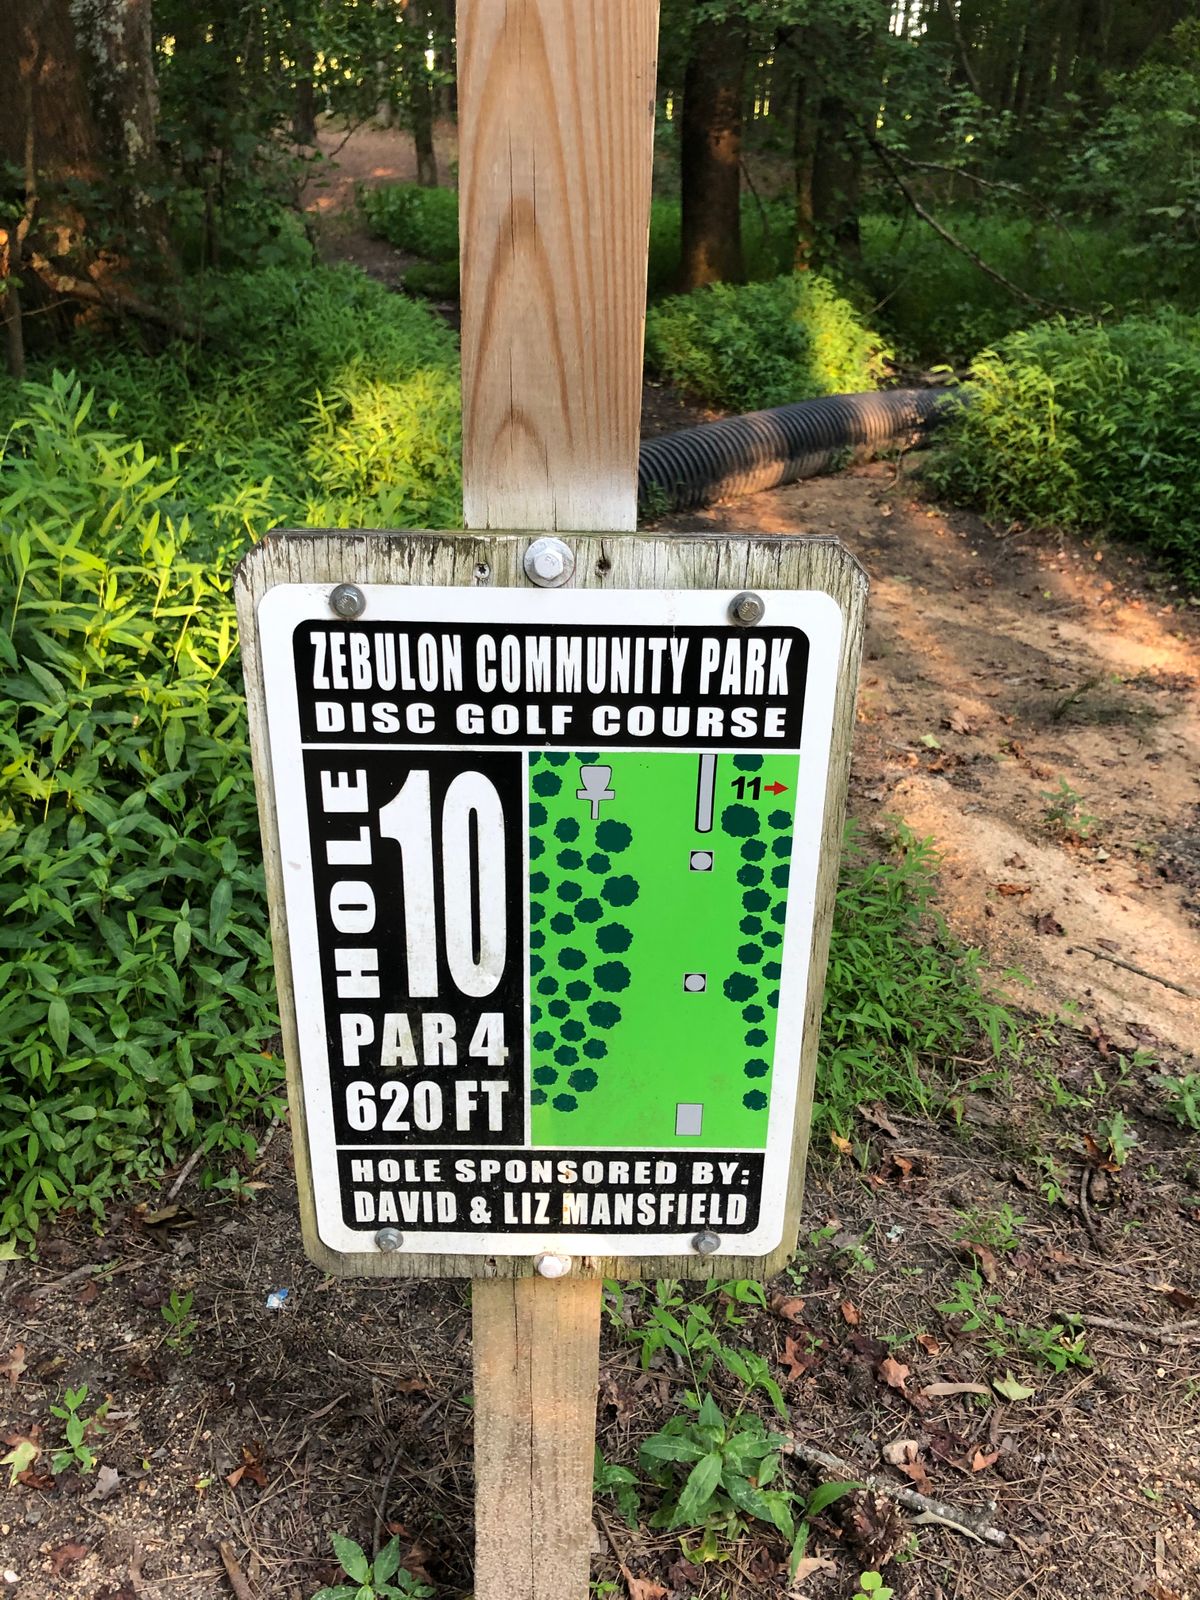 ZEBULON COMMUNITY PARK
DISC GOLF COURSE
HOLE
10
PAR 4
620 FT
11
HOLE SPONSORED BY:
DAVID & LIZ MANSFIELD